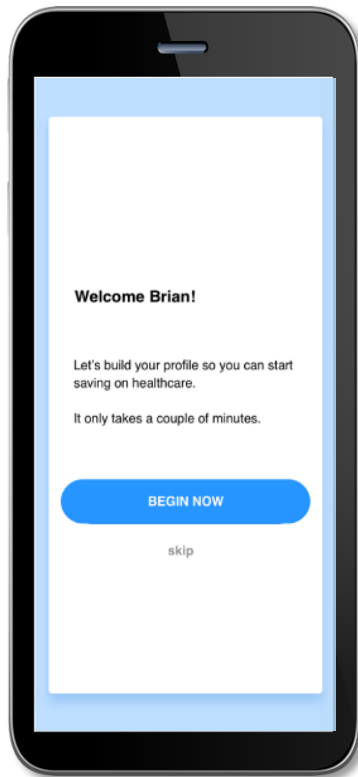 Welcome Brian!
Let's build your profile so you can start
saving on healthcare.
It only takes a couple of minutes.
BEGIN NOW
skip